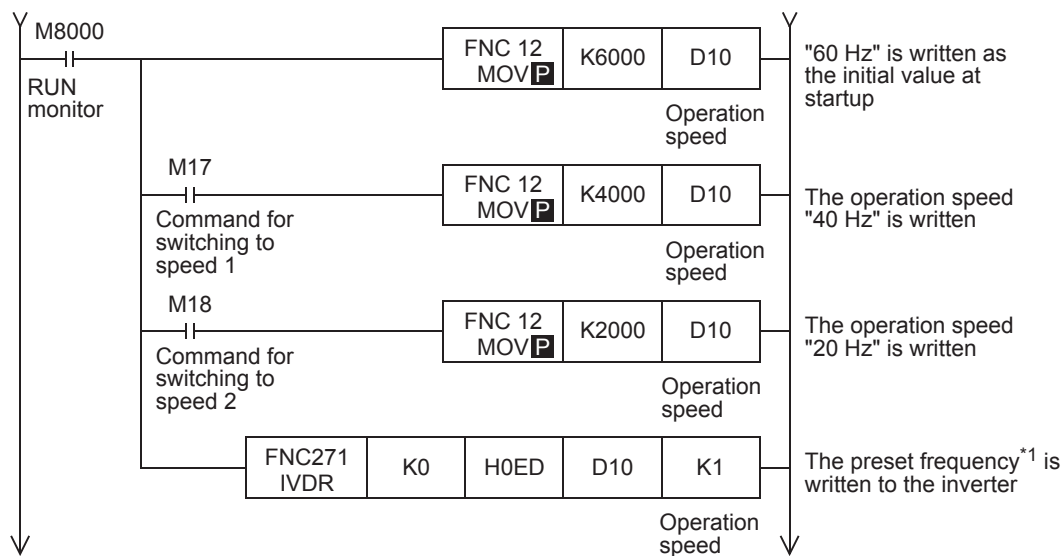 M8000
RUN
monitor
FNC 12
MOV P
K6000
D10
Operation
speed
"60 Hz" is written as
the initial value at
startup
M17
Command for
switching to
speed 1
FNC 12
MOV P
K4000
D10
Operation
speed
The operation speed
"40 Hz" is written
M18
Command for
switching to
speed 2
FNC 12
MOV P
K2000
D10
Operation
speed
The operation speed
"20 Hz" is written
FNC271
IVDR
K0
H0ED
D10
K1
Operation
speed
The preset frequency*1 is
written to the inverter